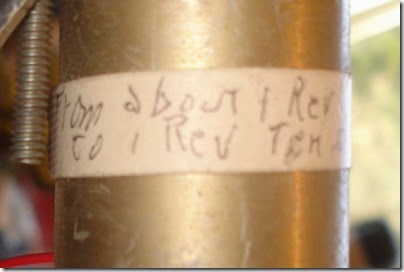 From about 1 Rev
to 1 Rev Ten